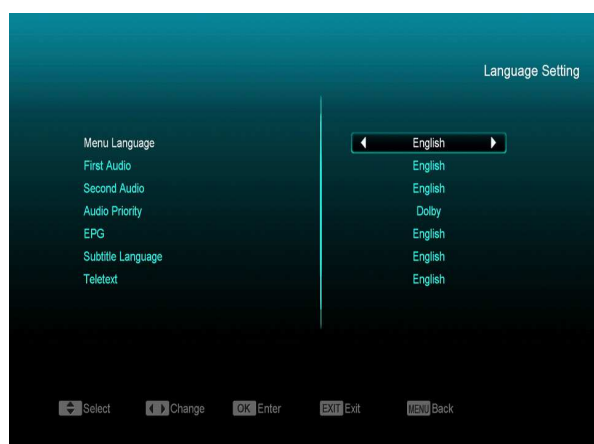 Language Setting
Menu Language English
First Audio English
Second Audio English
Audio Priority Dolby
EPG English
Subtitle Language English
Teletext English
Select Change OK Enter EXIT Exit MENU Back